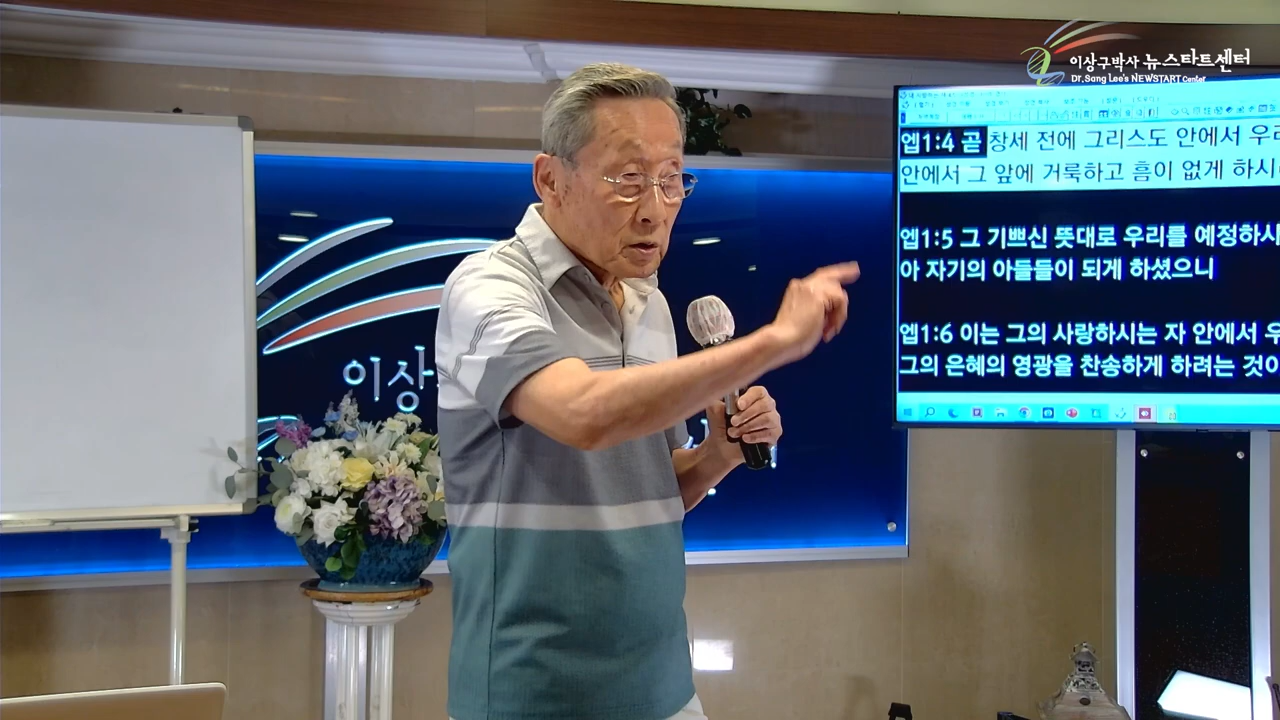 이상구박사 뉴스타트센터
Dr. Sang Lee's NEWSTART Center
엡1:4 곧 창세 전에 그리스도 안에서 우리
안에서 그 앞에 거룩하고 흠이 없게 하시
엡1:5 그 기쁘신 뜻대로 우리를 예정하시
아 자기의 아들들이 되게 하셨으니
엡1:6 이는 그의 사랑하시는 자 안에서 우
그의 은혜의 영광을 찬송하게 하려는 것이
이상